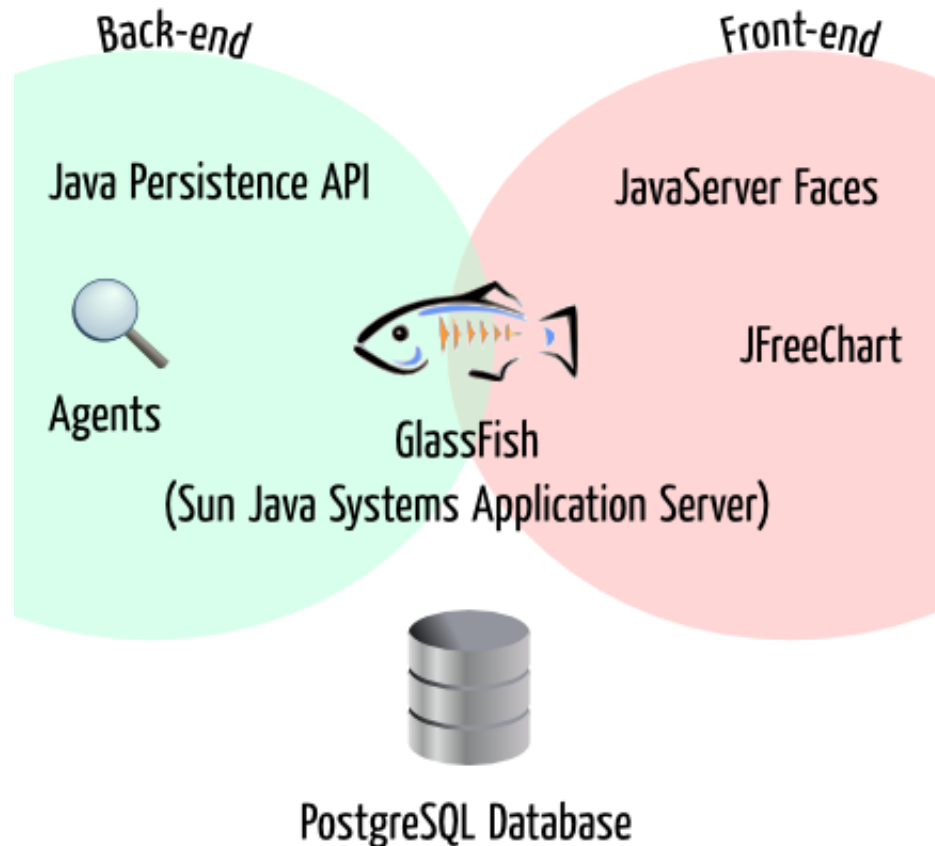 Back-end
Front-end
Java Persistence API
JavaServer Faces
JFreeChart
Agents
GlassFish
(Sun Java Systems Application Server)
PostgreSQL Database